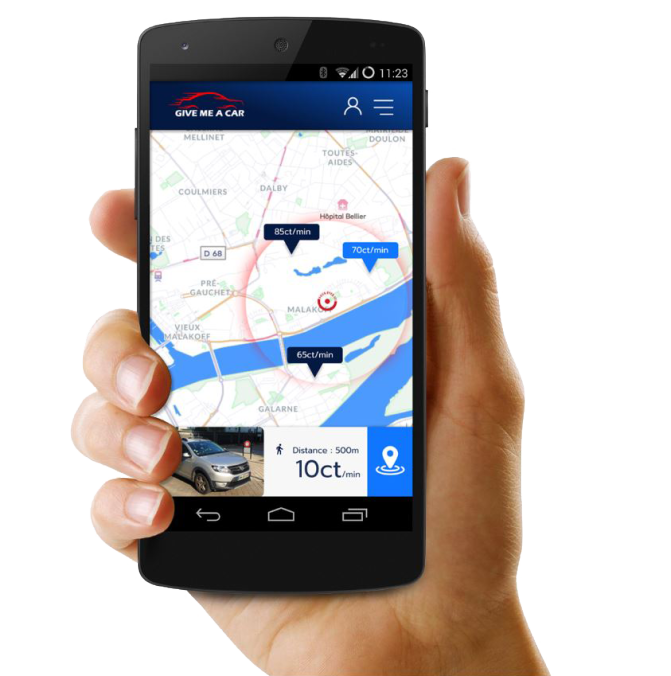 11:23
GIVE ME A CAR
MELLINET
DOULON
TOUTES-
AIDES
COULMIERS
DALBY
Hôpital Bellier
85ct/min
70ct/min
DES
D 68
PRÉ-
GAUCHET
VIEUX
MALAKOFF
65ct/min
GALARNE
Distance : 500m
10ct/min